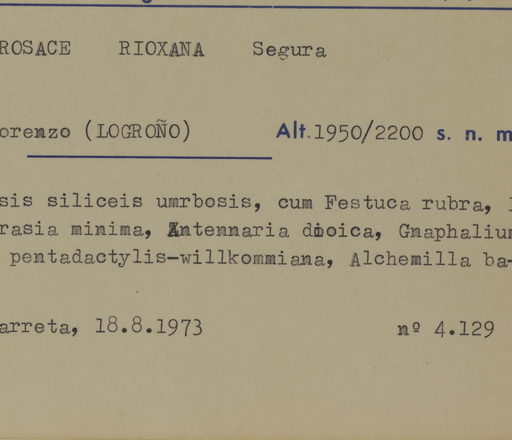 ROSACE RIOXANA Segura
orenzo (LOGROÑO) Alt. 1950/2200 s. n. m
sis siliceis umrbosis, cum Festuca rubra,
rasia minima, Antennaria dioica, Gnaphaliu
pentadactylis-willkommiana, Alchemilla ba-
arreta, 18.8.1973 nº 4.129